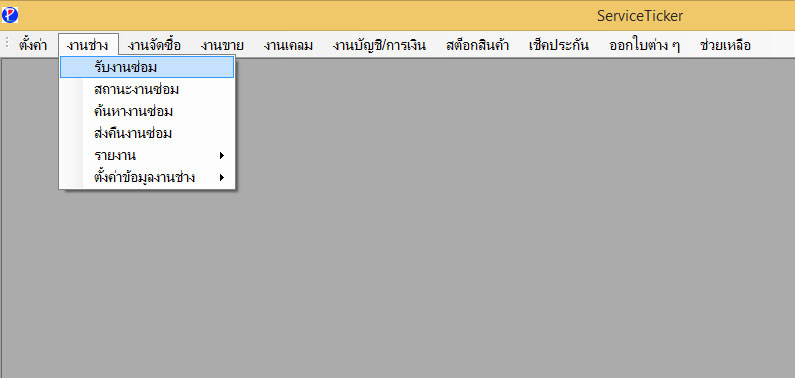 ServiceTicker
ตั้งค่า งานช่าง งานจัดซื้อ งานขาย งานเคลม งานบัญชี/การเงิน สต็อกสินค้า เช็คประกัน ออกใบต่าง ๆ ช่วยเหลือ
รับงานซ่อม
สถานะงานซ่อม
ค้นหางานซ่อม
ส่งคืนงานซ่อม
รายงาน
ตั้งค่าข้อมูลงานช่าง